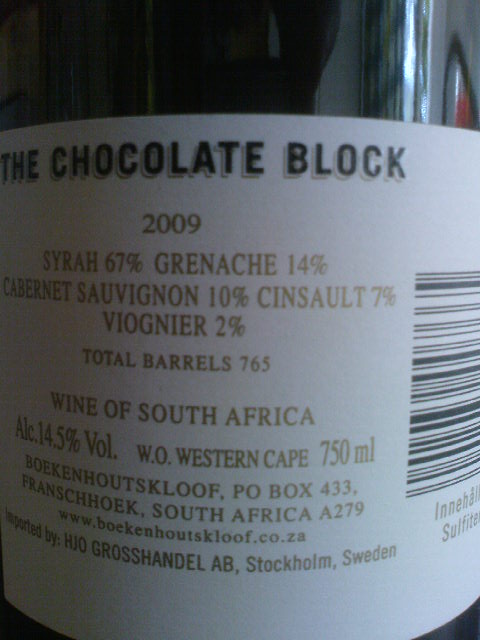 THE CHOCOLATE BLOCK
2009
SYRAH 67% GRENACHE 14%
CABERNET SAUVIGNON 10% CINSAULT 7%
VIOGNIER 2%
TOTAL BARRELS 765
WINE OF SOUTH AFRICA
Alc.14.5% Vol. W.O. WESTERN CAPE 750 ml
BOEKENHOUTSKLOOF, PO BOX 433,
FRANSCHHOEK, SOUTH AFRICA A279
www.boekenhoutskloof.co.za
Imported by: HJO GROSSHANDEL AB, Stockholm, Sweden